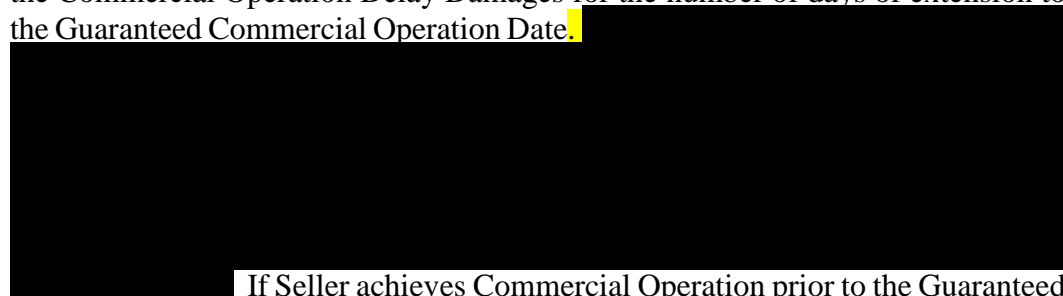 the Commercial Operation Delay Damages for the number of days of extension to
the Guaranteed Commercial Operation Date.
If Seller achieves Commercial Operation prior to the Guaranteed